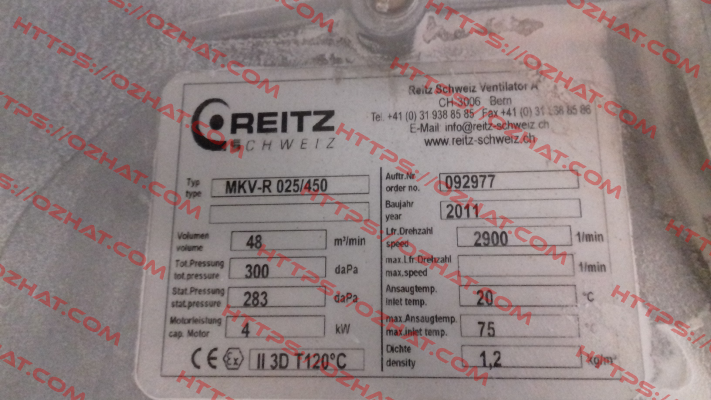 REITZ
SCHWEIZ
Reitz Schweiz Ventilator A
CH-3006 Bern
Tel. +41 (0) 31 938 85 85 Fax +41 (0) 31 938 85 86
E-Mail info@reitz-schweiz.ch
www.reitz-schweiz.ch
Typ
type
MKV-R 025/450
Volumen
volume
48 m³/min
Tot.Pressung
tot.pressure
300 daPa
Stat.Pressung
stat.pressure
283 daPa
Motorleistung
cap. Motor
4 kW
CE Ex II 3D T120°C
Auftr.Nr
order no.
092977
Baujahr
year
2011
Lfr.Drehzahl
speed
2900 1/min
max.Lfr.Drehzahl
max.speed
1/min
Ansaugtemp.
inlet temp.
20 °C
max.Ansaugtemp.
max.inlet temp.
75 °C
Dichte
density
1,2 kg/m³
HTTPS://OZHAT.COM